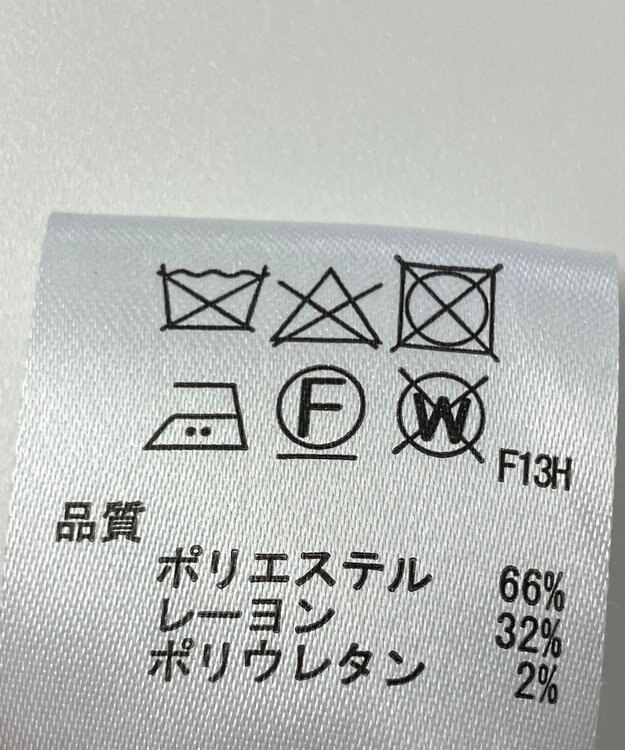 F W F13H
品質
ポリエステル 66%
レーヨン 32%
ポリウレタン 2%